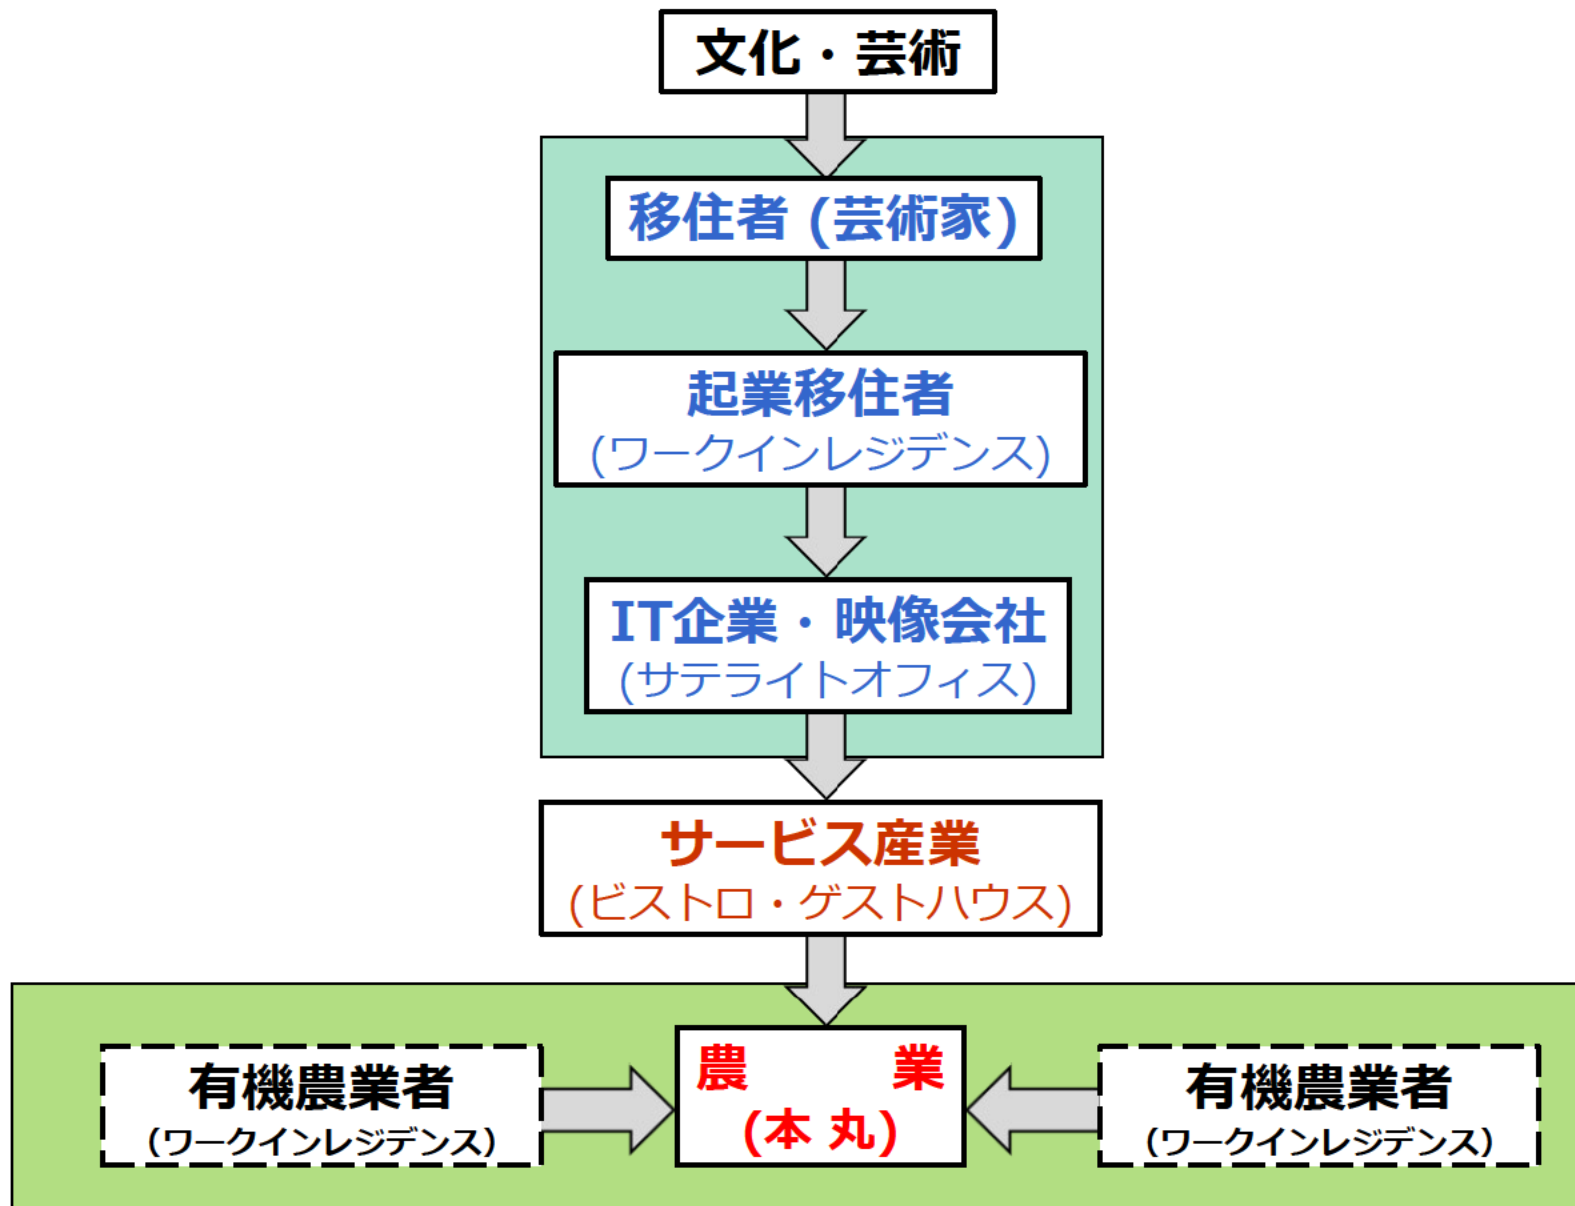 文化・芸術
移住者 (芸術家)
起業移住者
(ワークインレジデンス)
IT企業・映像会社
(サテライトオフィス)
サービス産業
(ビストロ・ゲストハウス)
有機農業者
(ワークインレジデンス)
農 業
(本 丸)
有機農業者
(ワークインレジデンス)